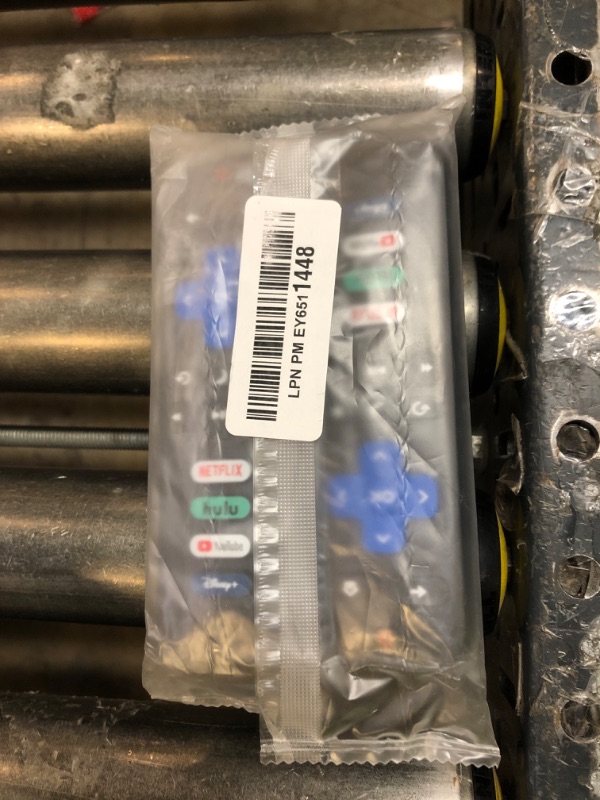 LPN PM EY6511448
NETFLIX
hulu
YouTube
Disney+